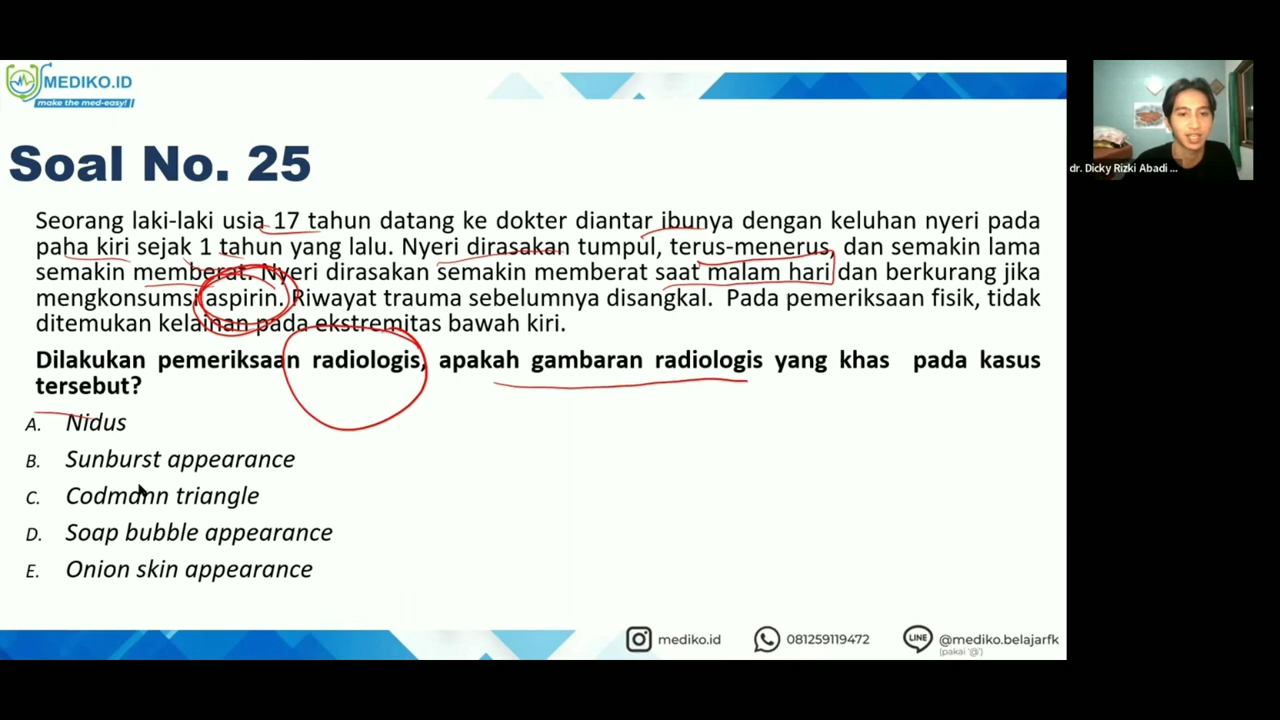 MEDIKO.ID
make the med-easy!
dr. Dicky Rizki Abadi ...
Soal No. 25
Seorang laki-laki usia 17 tahun datang ke dokter diantar ibunya dengan keluhan nyeri pada
paha kiri sejak 1 tahun yang lalu. Nyeri dirasakan tumpul, terus-menerus, dan semakin lama
semakin memberat. Nyeri dirasakan semakin memberat saat malam hari dan berkurang jika
mengkonsumsi aspirin. Riwayat trauma sebelumnya disangkal. Pada pemeriksaan fisik, tidak
ditemukan kelainan pada ekstremitas bawah kiri.
Dilakukan pemeriksaan radiologis, apakah gambaran radiologis yang khas pada kasus
tersebut?
A. Nidus
B. Sunburst appearance
C. Codmann triangle
D. Soap bubble appearance
E. Onion skin appearance
mediko.id
081259119472
LINE
@mediko.belajarfk
(pakai '@')